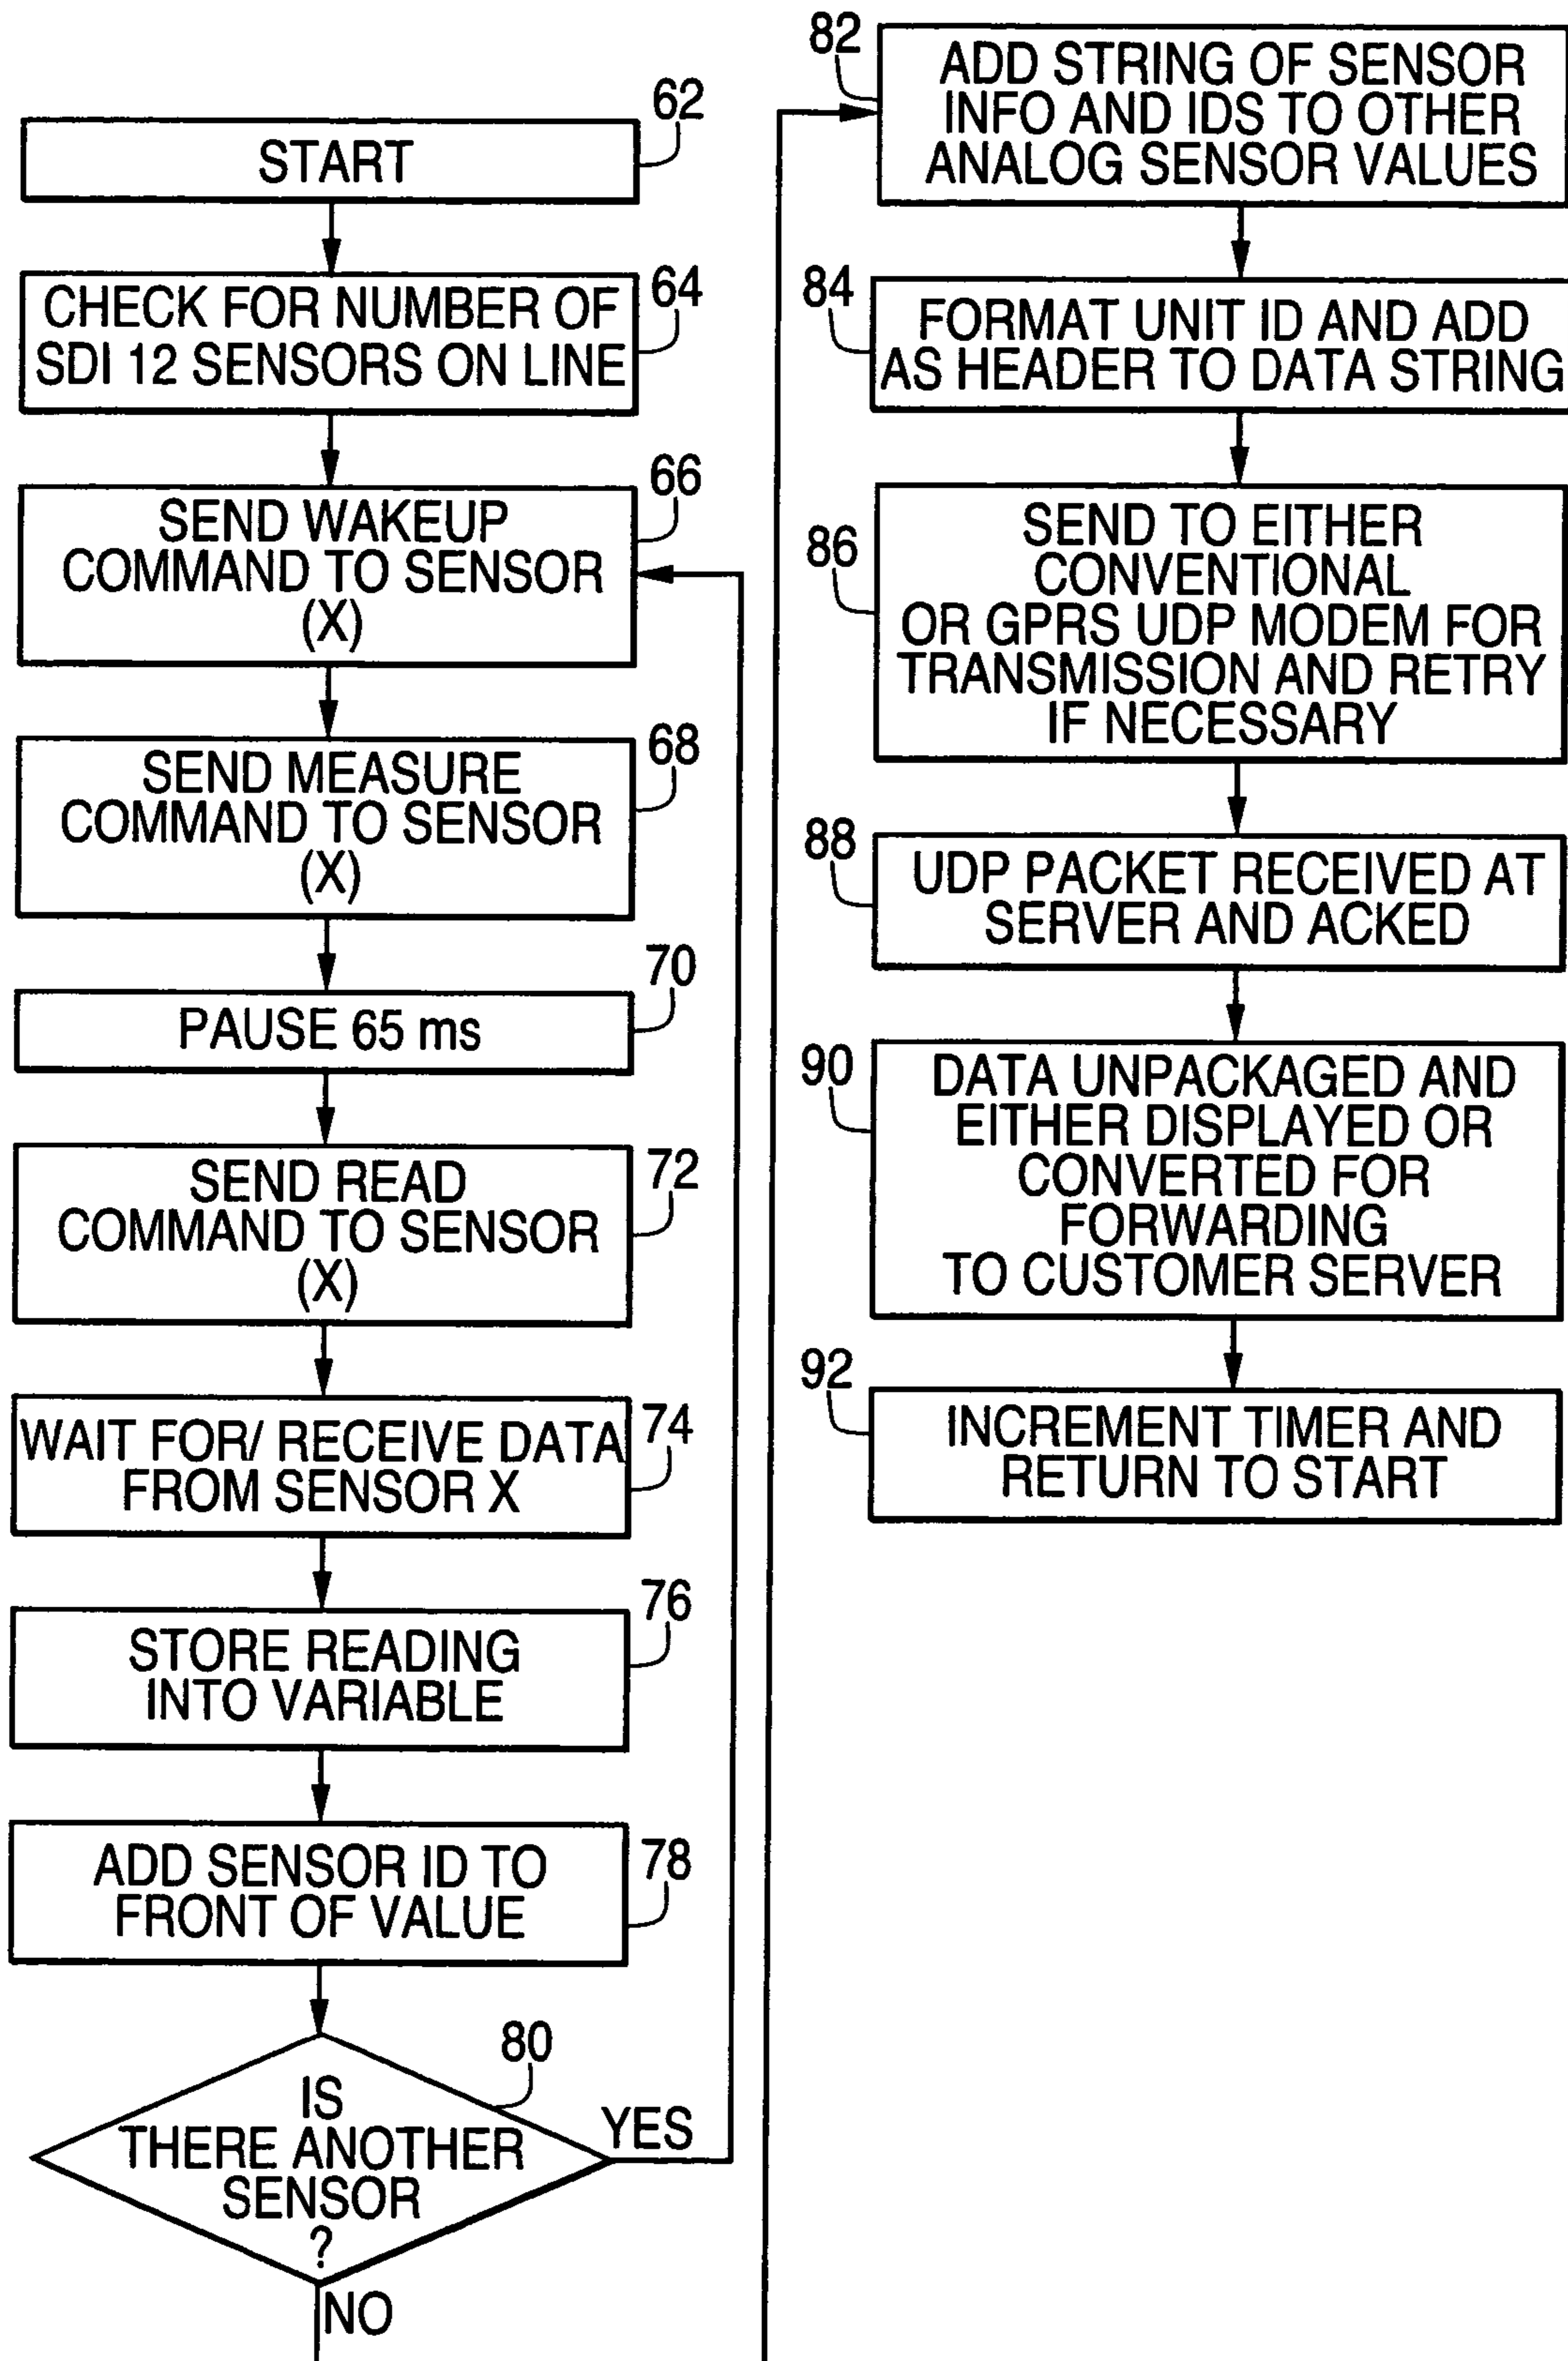 62
START
64
CHECK FOR NUMBER OF
SDI 12 SENSORS ON LINE
66
SEND WAKEUP
COMMAND TO SENSOR
(X)
68
SEND MEASURE
COMMAND TO SENSOR
(X)
70
PAUSE 65 ms
72
SEND READ
COMMAND TO SENSOR
(X)
74
WAIT FOR/ RECEIVE DATA
FROM SENSOR X
76
STORE READING
INTO VARIABLE
78
ADD SENSOR ID TO
FRONT OF VALUE
80
IS
THERE ANOTHER
SENSOR
?
YES
NO
82
ADD STRING OF SENSOR
INFO AND IDS TO OTHER
ANALOG SENSOR VALUES
84
FORMAT UNIT ID AND ADD
AS HEADER TO DATA STRING
86
SEND TO EITHER
CONVENTIONAL
OR GPRS UDP MODEM FOR
TRANSMISSION AND RETRY
IF NECESSARY
88
UDP PACKET RECEIVED AT
SERVER AND ACKED
90
DATA UNPACKAGED AND
EITHER DISPLAYED OR
CONVERTED FOR
FORWARDING
TO CUSTOMER SERVER
92
INCREMENT TIMER AND
RETURN TO START